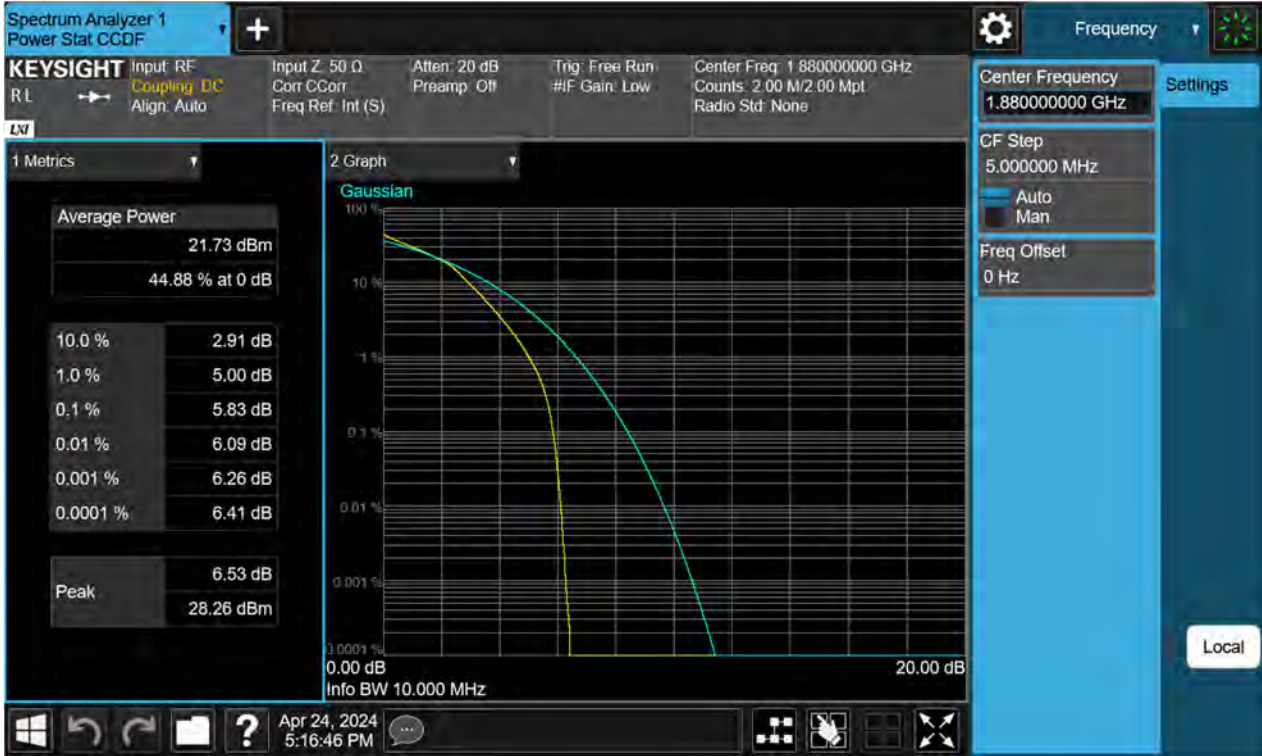 Spectrum Analyzer 1
Power Stat CCDF
+
Frequency
KEYSIGHT
Input: RF
Input Z: 50 Ω
Atten: 20 dB
Trig: Free Run
Center Freq: 1.880000000 GHz
R L
Coupling: DC
Corr CCorr
Preamp: Off
#IF Gain: Low
Counts: 2.00 M/2.00 Mpt
Align: Auto
Freq Ref: Int (S)
Radio Std: None
LXI
Center Frequency
1.880000000 GHz
Settings
CF Step
5.000000 MHz
Auto
Man
Freq Offset
0 Hz
1 Metrics
Average Power
21.73 dBm
44.88 % at 0 dB
10.0 % 2.91 dB
1.0 % 5.00 dB
0.1 % 5.83 dB
0.01 % 6.09 dB
0.001 % 6.26 dB
0.0001 % 6.41 dB
Peak
6.53 dB
28.26 dBm
2 Graph
Gaussian
100 %
10 %
1 %
0.1 %
0.01 %
0.001 %
0.0001 %
0.00 dB 20.00 dB
Info BW 10.000 MHz
Local
?
Apr 24, 2024
5:16:46 PM